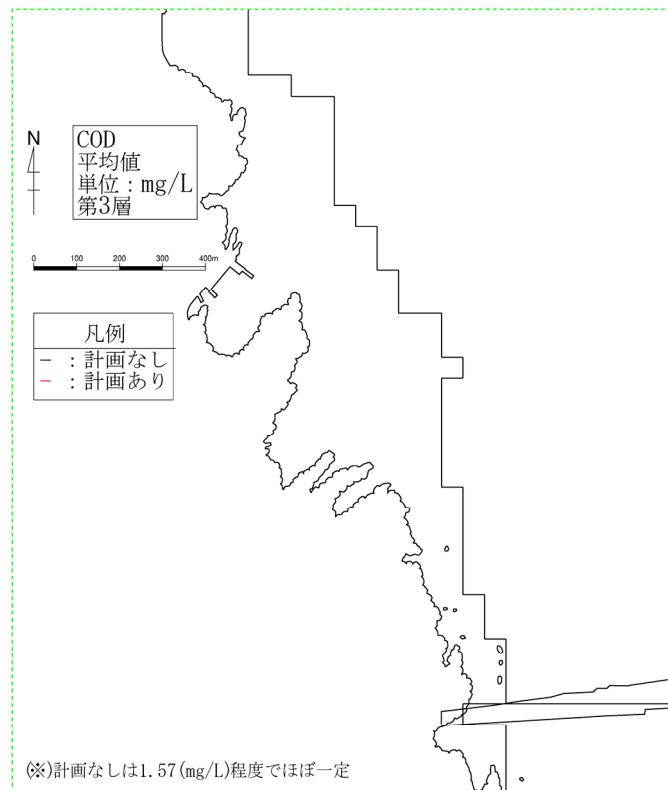 N
COD
平均値
単位：mg/L
第3層
0 100 200 300 400m
凡例
－ ：計画なし
－ ：計画あり
(※)計画なしは1.57(mg/L)程度でほぼ一定